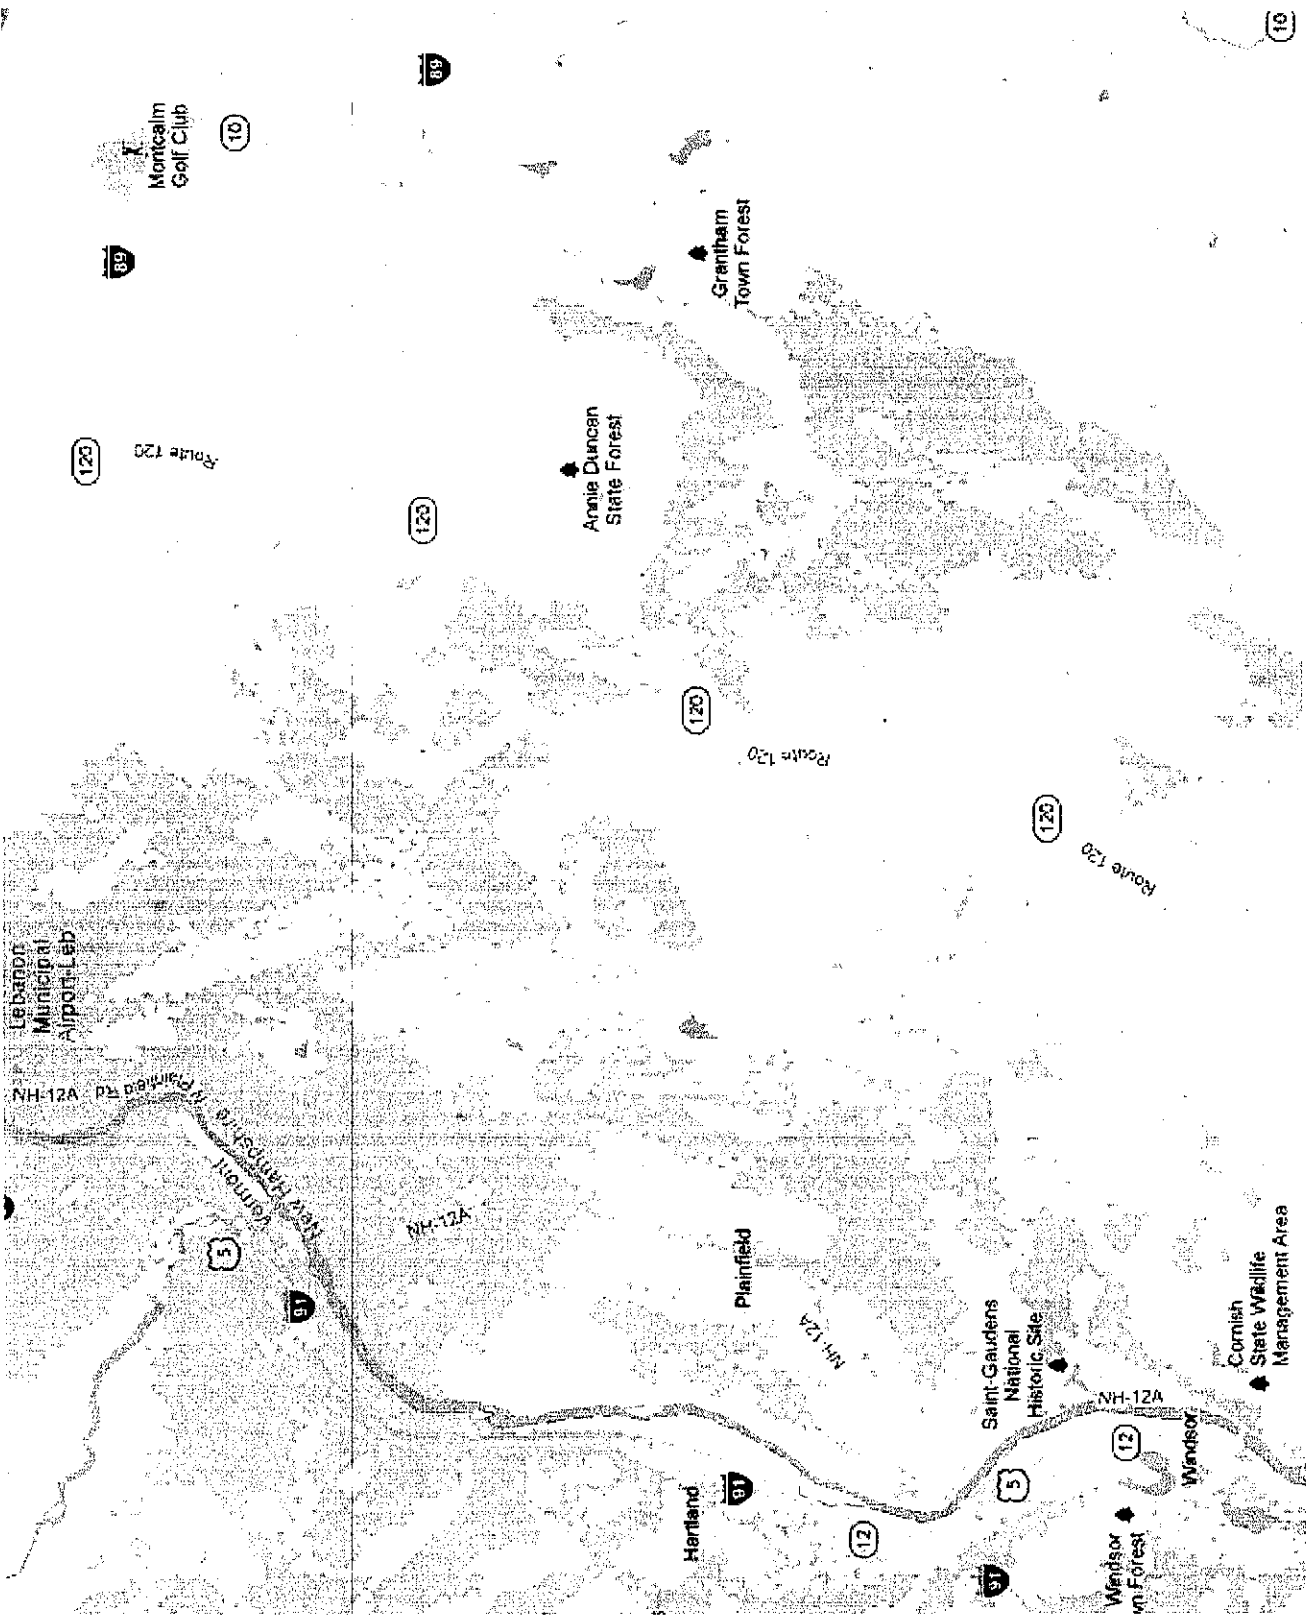 10
89
Montcalm
Golf Club
10
89
Grantham
Town Forest
120
Route 120
Annie Duncan
State Forest
120
120
Route 120
120
Route 120
Lebanon
Municipal
Airport-Leb
NH-12A
N Plainfield Rd
New Hampshire
Vermont
5
NH-12A
91
Plainfield
NH-12A
Saint-Gaudens
National
Historic Site
Cornish
State Wildlife
Management Area
NH-12A
12
Windsor
5
Hartland
91
12
91
Windsor
wn Forest